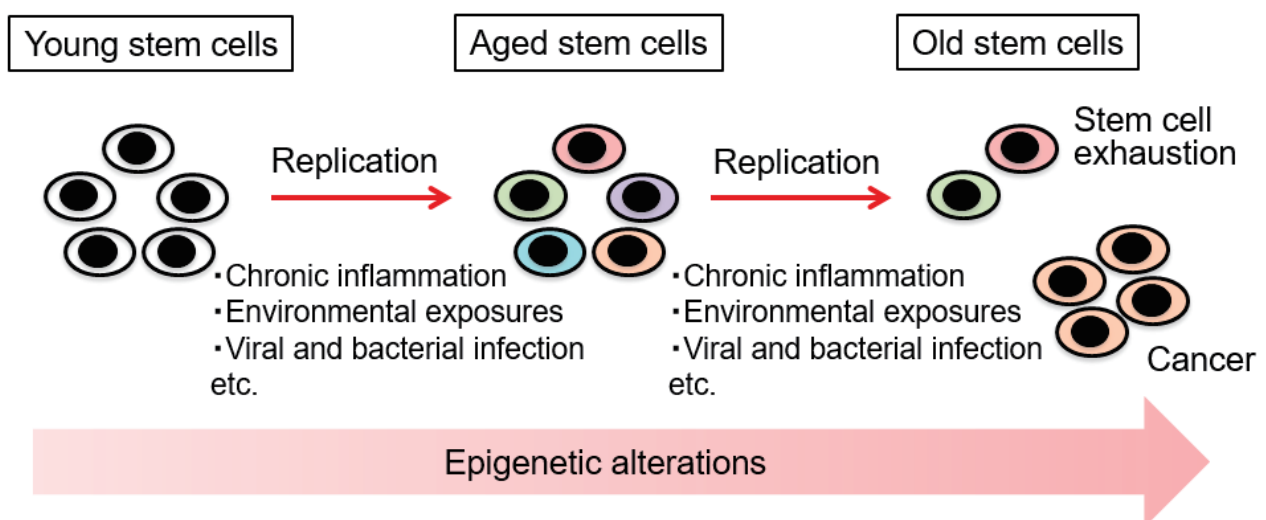 Young stem cells
Aged stem cells
Old stem cells
Replication
Replication
Stem cell
exhaustion
・Chronic inflammation
・Environmental exposures
・Viral and bacterial infection
etc.
・Chronic inflammation
・Environmental exposures
・Viral and bacterial infection
etc.
Cancer
Epigenetic alterations